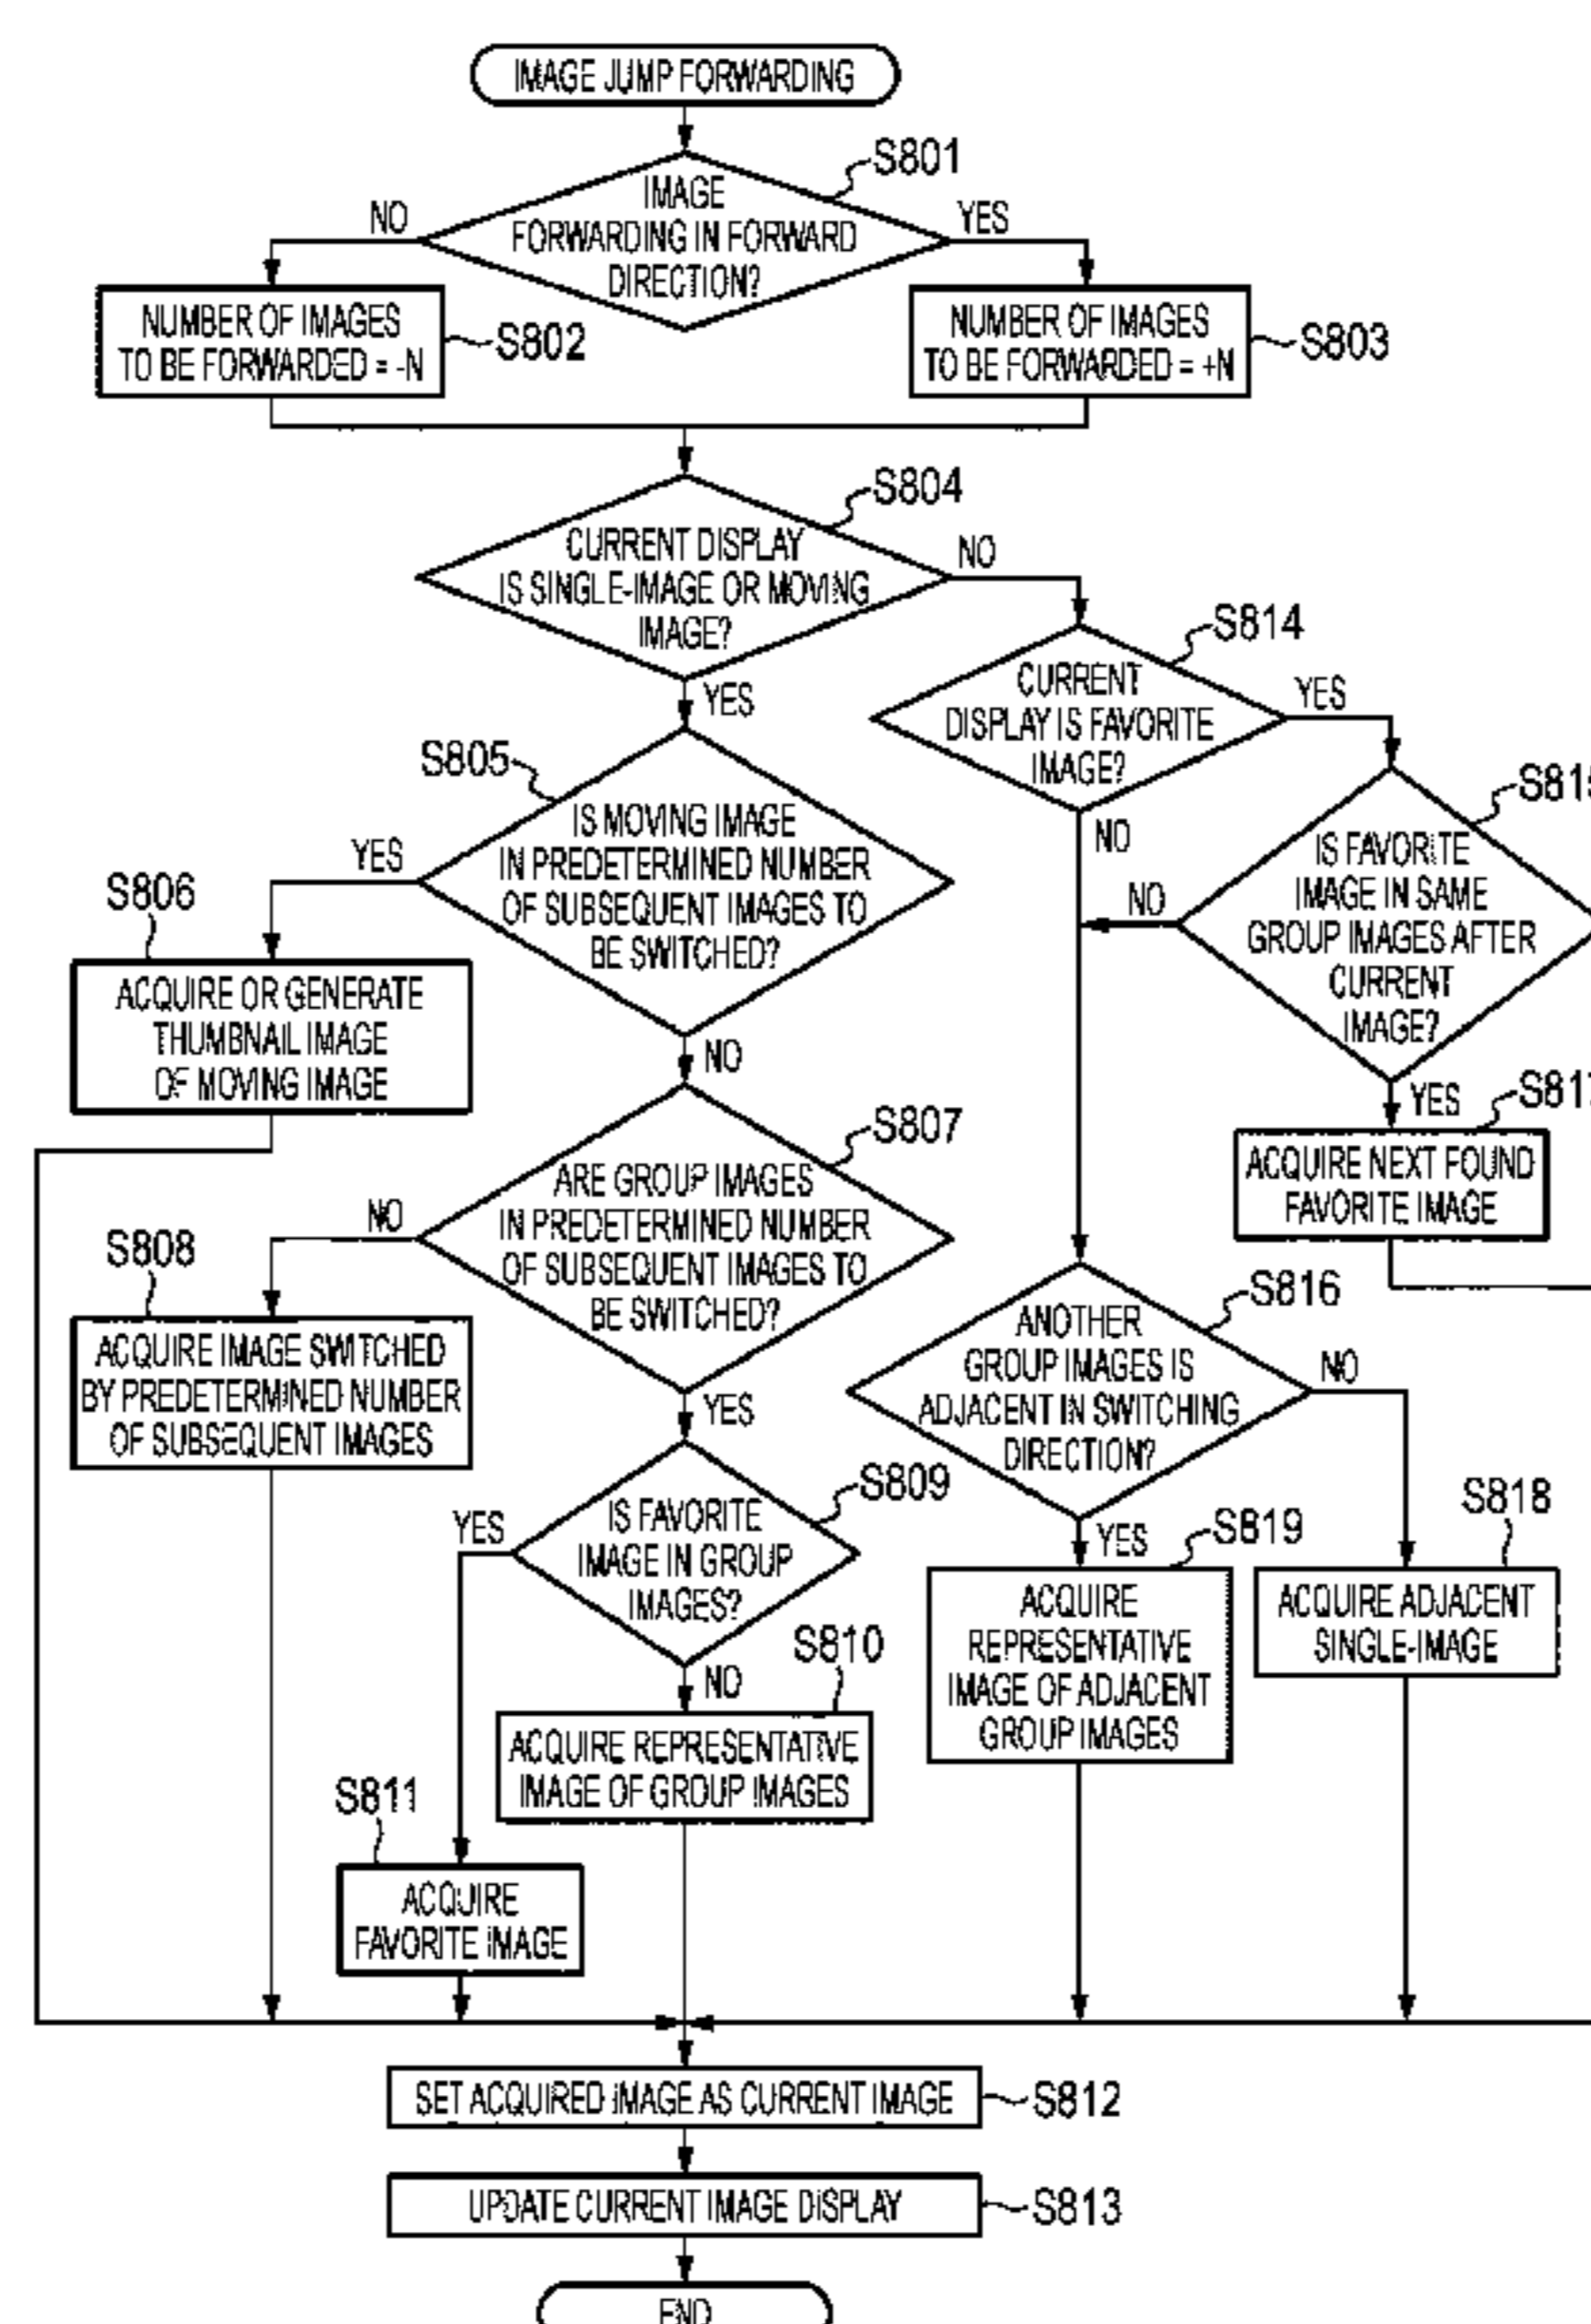 IMAGE JUMP FORWARDING
S801
IMAGE
FORWARDING IN FORWARD
DIRECTION?
NO
YES
NUMBER OF IMAGES
TO BE FORWARDED = -N
S802
NUMBER OF IMAGES
TO BE FORWARDED = +N
S803
S804
CURRENT DISPLAY
IS SINGLE-IMAGE OR MOVING
IMAGE?
NO
YES
S814
CURRENT
DISPLAY IS FAVORITE
IMAGE?
YES
NO
S805
IS MOVING IMAGE
IN PREDETERMINED NUMBER
OF SUBSEQUENT IMAGES TO
BE SWITCHED?
YES
NO
S815
IS FAVORITE
IMAGE IN SAME
GROUP IMAGES AFTER
CURRENT
IMAGE?
NO
YES
S806
ACQUIRE OR GENERATE
THUMBNAIL IMAGE
OF MOVING IMAGE
S817
ACQUIRE NEXT FOUND
FAVORITE IMAGE
S807
ARE GROUP IMAGES
IN PREDETERMINED NUMBER
OF SUBSEQUENT IMAGES TO
BE SWITCHED?
NO
YES
S808
ACQUIRE IMAGE SWITCHED
BY PREDETERMINED NUMBER
OF SUBSEQUENT IMAGES
S816
ANOTHER
GROUP IMAGES IS
ADJACENT IN SWITCHING
DIRECTION?
NO
YES
S809
IS FAVORITE
IMAGE IN GROUP
IMAGES?
YES
NO
S819
ACQUIRE
REPRESENTATIVE
IMAGE OF ADJACENT
GROUP IMAGES
S818
ACQUIRE ADJACENT
SINGLE-IMAGE
S810
ACQUIRE REPRESENTATIVE
IMAGE OF GROUP IMAGES
S811
ACQUIRE
FAVORITE IMAGE
SET ACQUIRED IMAGE AS CURRENT IMAGE
S812
UPDATE CURRENT IMAGE DISPLAY
S813
END